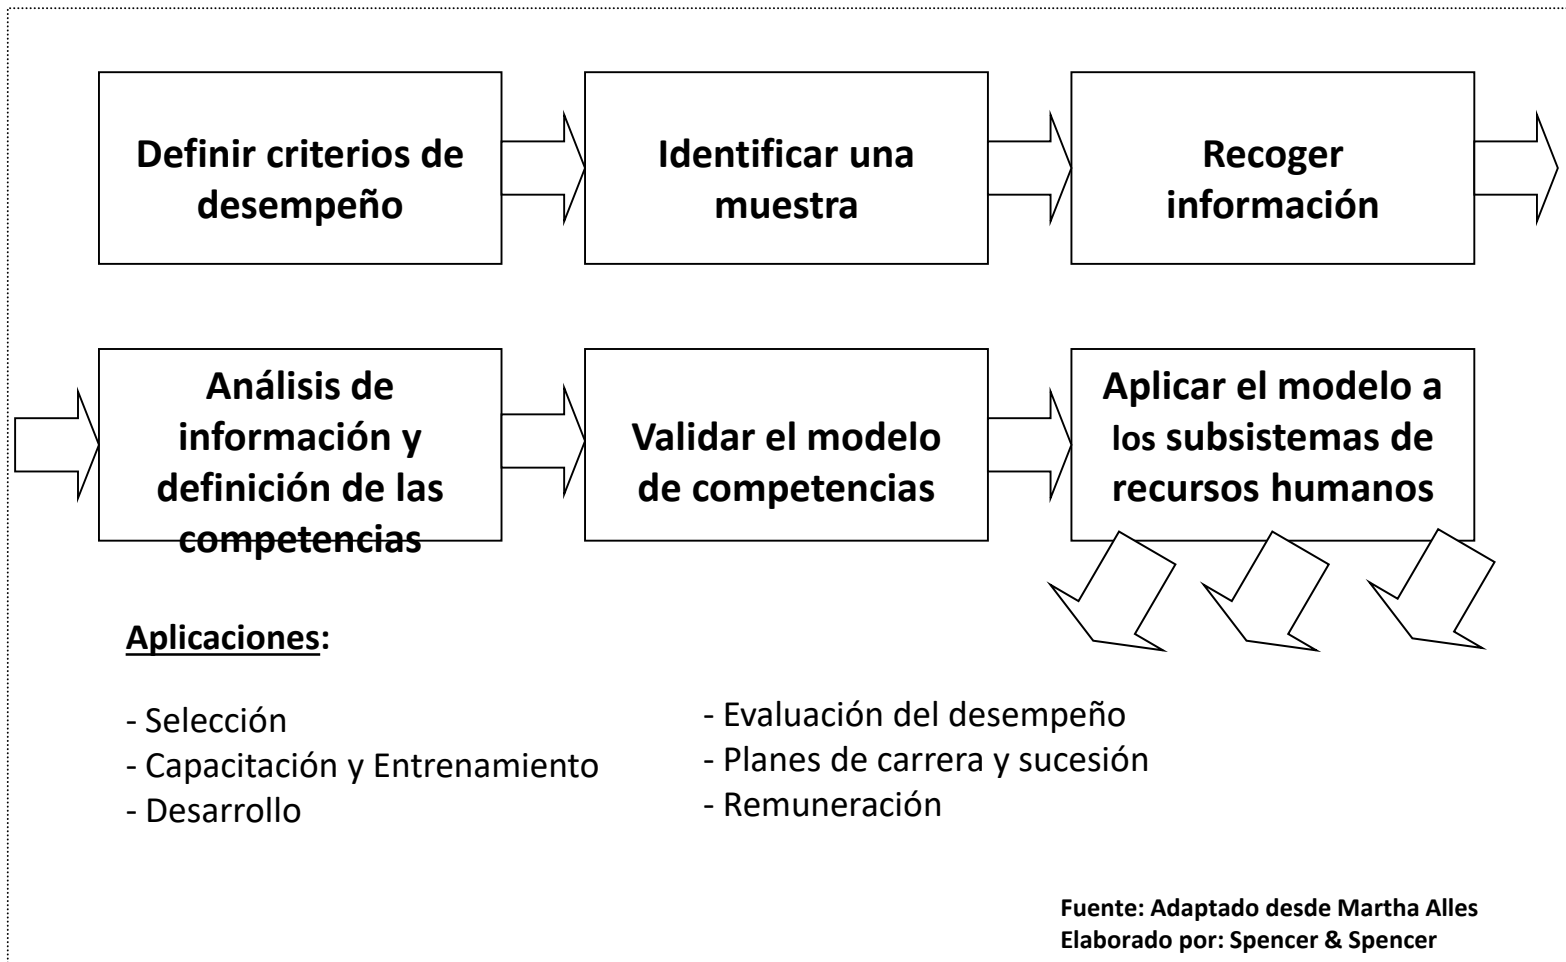 Definir criterios de
desempeño
Identificar una
muestra
Recoger
información
Análisis de
información y
definición de las
competencias
Validar el modelo
de competencias
Aplicar el modelo a
los subsistemas de
recursos humanos
Aplicaciones:
- Selección
- Capacitación y Entrenamiento
- Desarrollo
- Evaluación del desempeño
- Planes de carrera y sucesión
- Remuneración
Fuente: Adaptado desde Martha Alles
Elaborado por: Spencer & Spencer